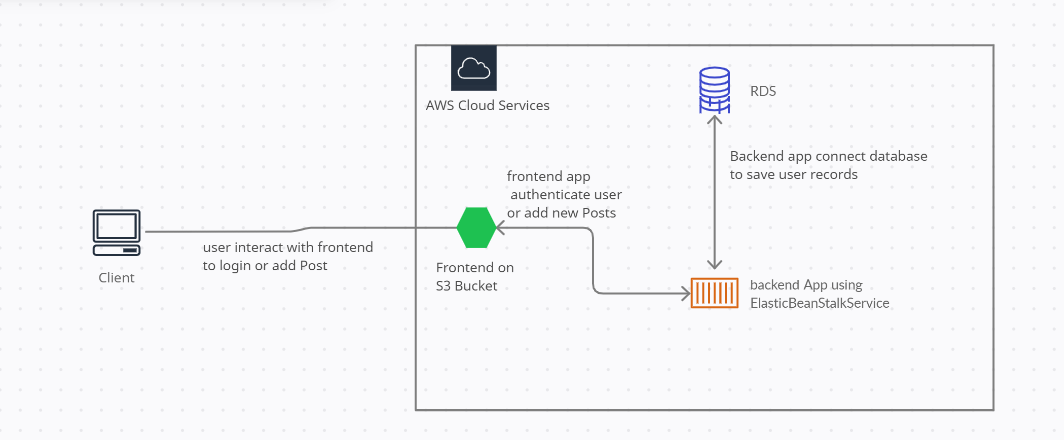 AWS Cloud Services
RDS
Backend app connect database
to save user records
frontend app
authenticate user
or add new Posts
user interact with frontend
to login or add Post
Client
Frontend on
S3 Bucket
backend App using
ElasticBeanStalkService